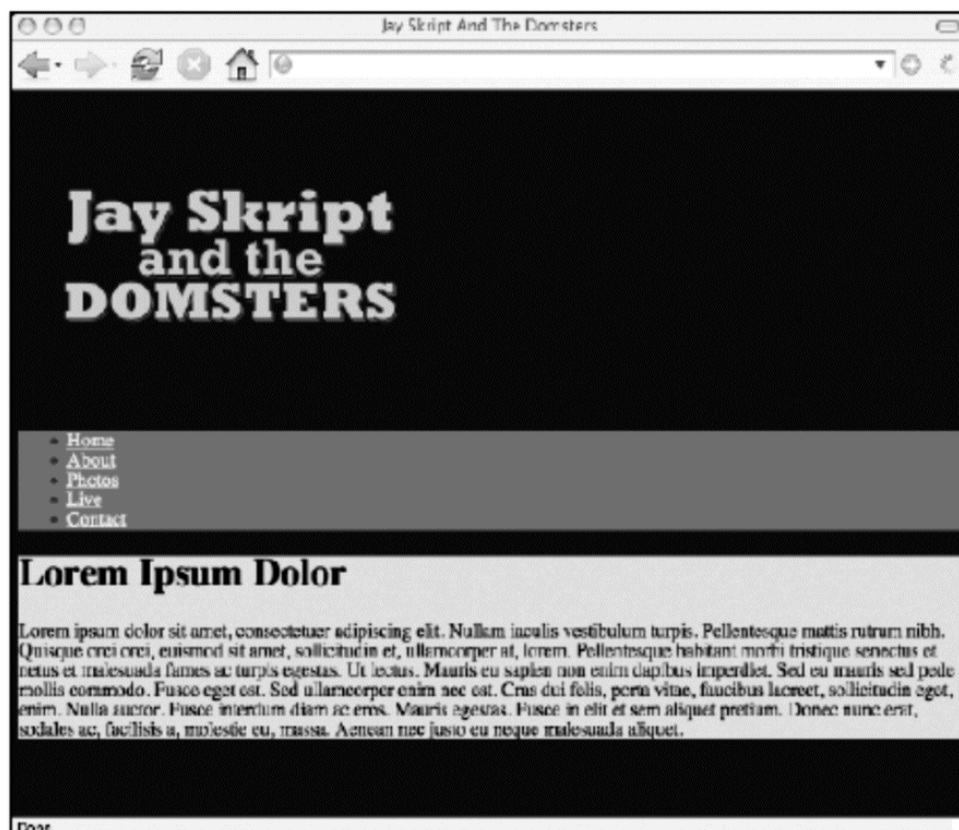 Jay Skript And The Domsters
Jay Skript
and the
DOMSTERS
Home
About
Photos
Live
Contact
Lorem Ipsum Dolor
Lorem ipsum dolor sit amet, consectetuer adipiscing elit. Nullam iaculis vestibulum turpis. Pellentesque mattis rutrum nibh.
Quisque orci orci, euismod sit amet, sollicitudin et, ullamcorper at, lorem. Pellentesque habitant morbi tristique senectus et
netus et malesuada fames ac turpis egestas. Ut lectus. Mauris eu sapien non enim dapibus imperdiet. Sed eu mauris sed pede
mollis commodo. Fusce eget est. Sed ullamcorper enim nec est. Cras dui felis, porta vitae, faucibus laoreet, sollicitudin eget,
enim. Nulla auctor. Fusce interdum diam ac eros. Mauris egestas. Fusce in elit et sem aliquet pretium. Donec nunc erat,
sodales ac, facilisis a, molestie eu, massa. Aenean nec justo eu neque malesuada aliquet.